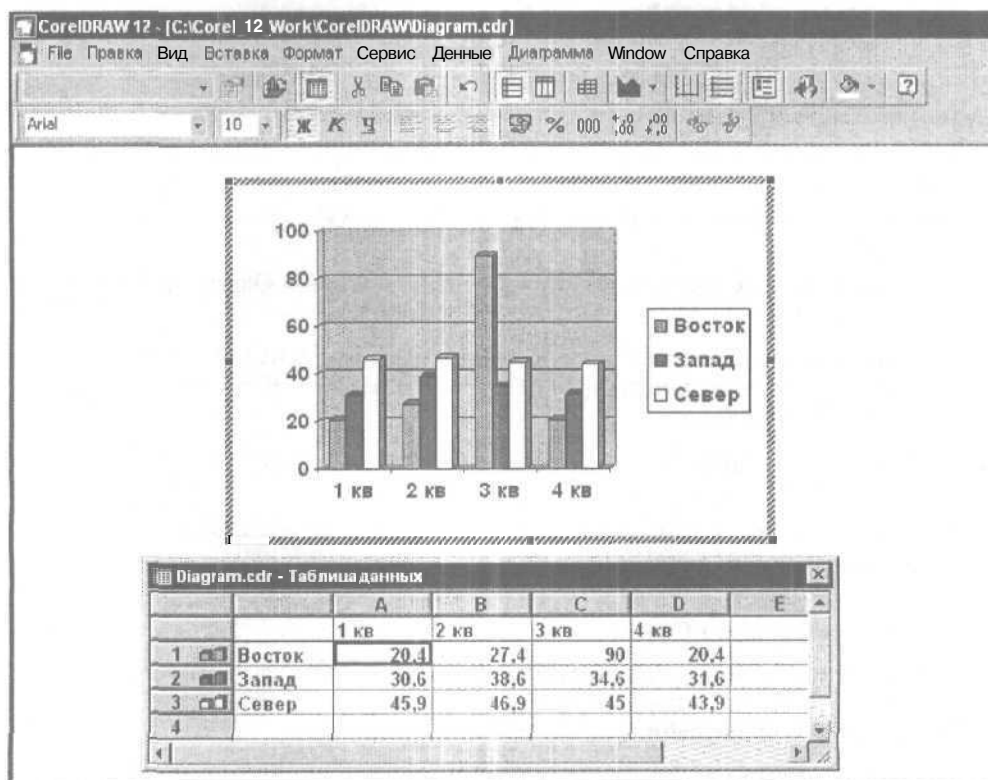 CorelDRAW 12 - [C:\Corel_12_Work\CorelDRAW\Diagram.cdr]
File Правка Вид Вставка Формат Сервис Денные Диаграмма Window Справка
Arial 10 Ж К Ч % 000
100
80
60
40
20
0
1 кв 2 кв 3 кв 4 кв
Восток
Запад
Север
Diagram.cdr - Таблица данных
A B C D E
1 кв 2 кв 3 кв 4 кв
1 Восток 20,4 27,4 90 20,4
2 Запад 30,6 38,6 34,6 31,6
3 Север 45,9 46,9 45 43,9
4